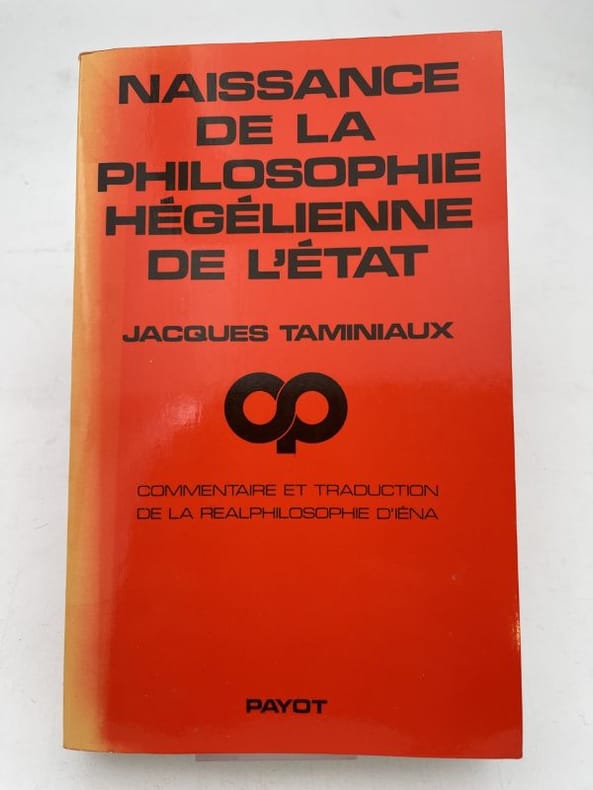 NAISSANCE
DE LA
PHILOSOPHIE
HÉGÉLIENNE
DE L'ÉTAT
JACQUES TAMINIAUX
COMMENTAIRE ET TRADUCTION
DE LA REALPHILOSOPHIE D'IÉNA
PAYOT